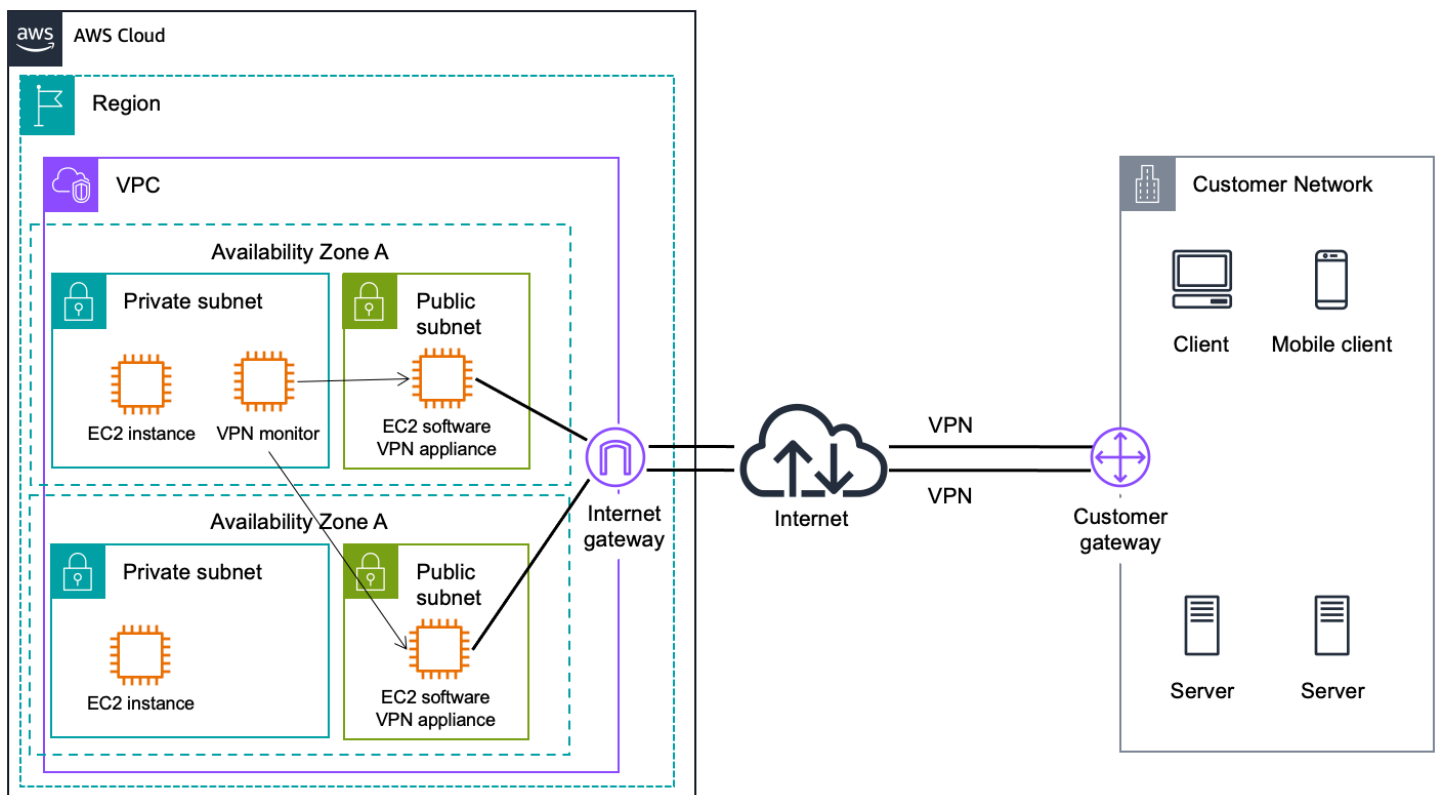 aws
AWS Cloud
Region
VPC
Availability Zone A
Private subnet
Public
subnet
EC2 instance
VPN monitor
EC2 software
VPN appliance
Availability Zone A
Private subnet
Public
subnet
EC2 instance
EC2 software
VPN appliance
Internet
gateway
Internet
VPN
VPN
Customer
gateway
Customer Network
Client
Mobile client
Server
Server